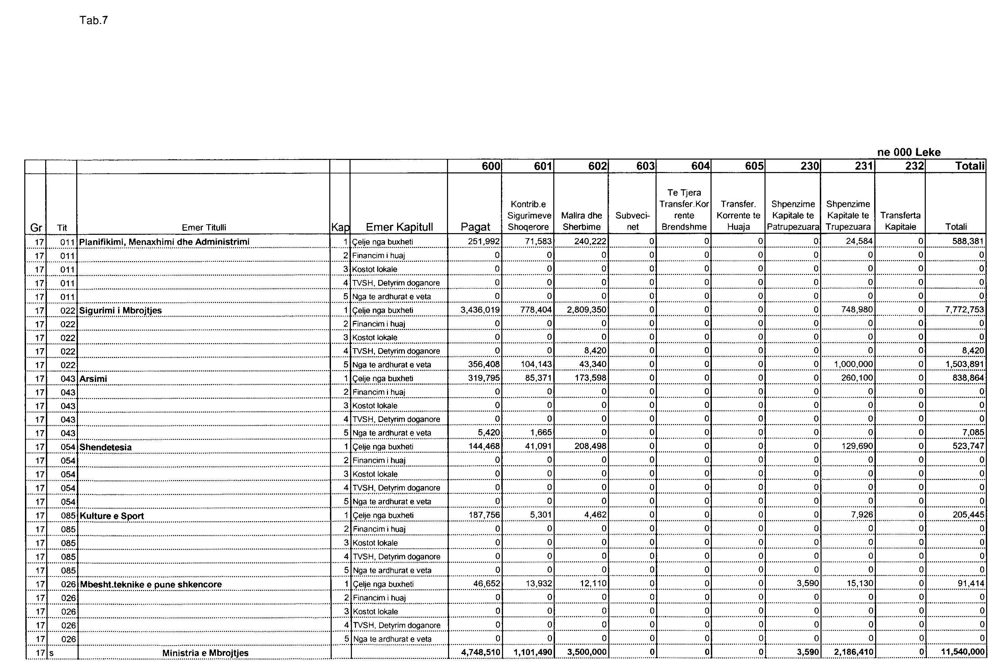 Tab.7
ne 000 Leke
600 601 602 603 604 605 230 231 232 Totali
Gr Tit Emer Titulli Kap Emer Kapitull Pagat Kontrib.e Sigurimeve Shoqerore Mallra dhe Sherbime Subveci-net Te Tjera Transfer.Korrente Brendshme Transfer. Korrente te Huaja Shpenzime Kapitale te Patrupezuara Shpenzime Kapitale te Trupezuara Transferta Kapitale Totali
17 011 Planifikimi, Menaxhimi dhe Administrimi 1 Çelje nga buxheti 251,992 71,583 240,222 0 0 0 0 24,584 0 588,381
17 011 2 Financim i huaj 0 0 0 0 0 0 0 0 0 0
17 011 3 Kostot lokale 0 0 0 0 0 0 0 0 0 0
17 011 4 TVSH, Detyrim doganore 0 0 0 0 0 0 0 0 0 0
17 011 5 Nga te ardhurat e veta 0 0 0 0 0 0 0 0 0 0
17 022 Sigurimi i Mbrojtjes 1 Çelje nga buxheti 3,436,019 778,404 2,809,350 0 0 0 0 748,980 0 7,772,753
17 022 2 Financim i huaj 0 0 0 0 0 0 0 0 0 0
17 022 3 Kostot lokale 0 0 0 0 0 0 0 0 0 0
17 022 4 TVSH, Detyrim doganore 0 0 8,420 0 0 0 0 0 0 8,420
17 022 5 Nga te ardhurat e veta 356,408 104,143 43,340 0 0 0 0 1,000,000 0 1,503,891
17 043 Arsimi 1 Çelje nga buxheti 319,795 85,371 173,598 0 0 0 0 260,100 0 838,864
17 043 2 Financim i huaj 0 0 0 0 0 0 0 0 0 0
17 043 3 Kostot lokale 0 0 0 0 0 0 0 0 0 0
17 043 4 TVSH, Detyrim doganore 0 0 0 0 0 0 0 0 0 0
17 043 5 Nga te ardhurat e veta 5,420 1,665 0 0 0 0 0 0 0 7,085
17 054 Shendetesia 1 Çelje nga buxheti 144,468 41,091 208,498 0 0 0 0 129,690 0 523,747
17 054 2 Financim i huaj 0 0 0 0 0 0 0 0 0 0
17 054 3 Kostot lokale 0 0 0 0 0 0 0 0 0 0
17 054 4 TVSH, Detyrim doganore 0 0 0 0 0 0 0 0 0 0
17 054 5 Nga te ardhurat e veta 0 0 0 0 0 0 0 0 0 0
17 085 Kulture e Sport 1 Çelje nga buxheti 187,756 5,301 4,462 0 0 0 0 7,926 0 205,445
17 085 2 Financim i huaj 0 0 0 0 0 0 0 0 0 0
17 085 3 Kostot lokale 0 0 0 0 0 0 0 0 0 0
17 085 4 TVSH, Detyrim doganore 0 0 0 0 0 0 0 0 0 0
17 085 5 Nga te ardhurat e veta 0 0 0 0 0 0 0 0 0 0
17 026 Mbesht.teknike e pune shkencore 1 Çelje nga buxheti 46,652 13,932 12,110 0 0 0 3,590 15,130 0 91,414
17 026 2 Financim i huaj 0 0 0 0 0 0 0 0 0 0
17 026 3 Kostot lokale 0 0 0 0 0 0 0 0 0 0
17 026 4 TVSH, Detyrim doganore 0 0 0 0 0 0 0 0 0 0
17 026 5 Nga te ardhurat e veta 0 0 0 0 0 0 0 0 0 0
17 s Ministria e Mbrojtjes 4,748,510 1,101,490 3,500,000 0 0 0 3,590 2,186,410 0 11,540,000